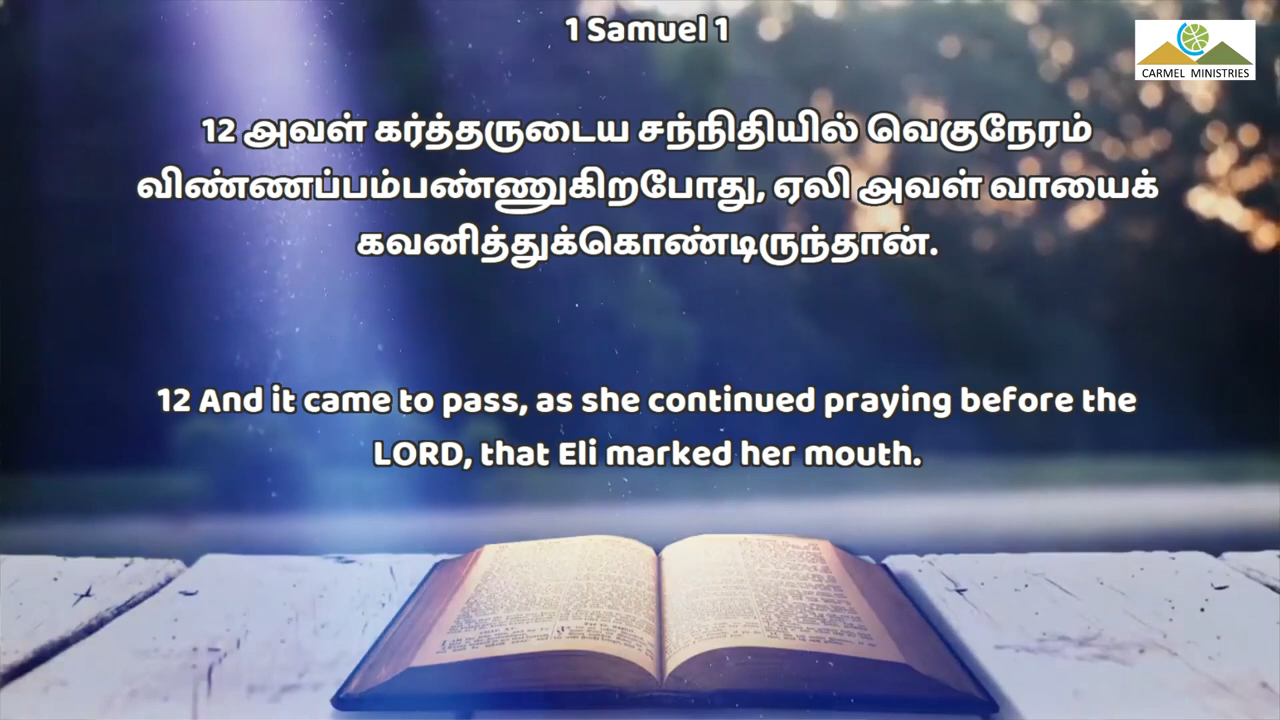 1 Samuel 1
CARMEL MINISTRIES
12 அவள் கர்த்தருடைய சந்நிதியில் வெகுநேரம்
விண்ணப்பம்பண்ணுகிறபோது, ஏலி அவள் வாயைக்
கவனித்துக்கொண்டிருந்தான்.
12 And it came to pass, as she continued praying before the
LORD, that Eli marked her mouth.